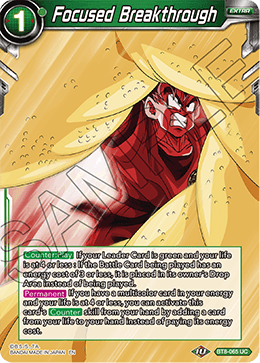 1
Focused Breakthrough
EXTRA
SAMPLE
Counter:Play If your Leader Card is green and your life
is at 4 or less : If the Battle Card being played has an
energy cost of 3 or less, it is placed in its owner's Drop
Area instead of being played.
Permanent If you have a multicolor card in your energy
and your life is at 4 or less, you can activate this
card's Counter skill from your hand by adding a card
from your life to your hand instead of paying its energy
cost.
BANDAI MADE IN JAPAN EN
BT8-065 UC